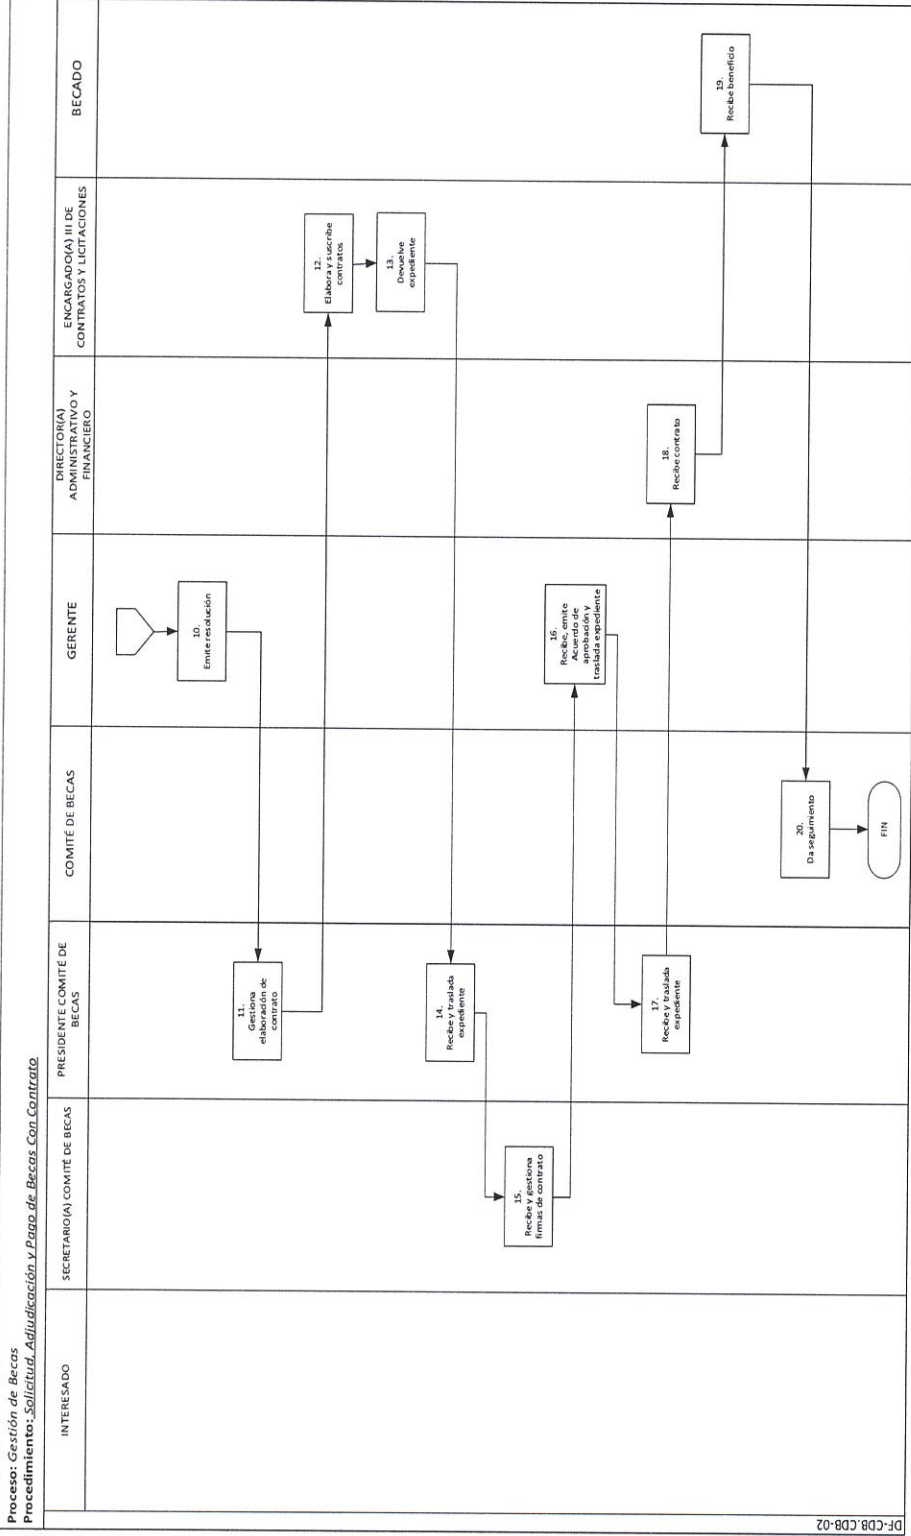 Proceso: Gestión de Becas
Procedimiento: Solicitud, Adjudicación y Pago de Becas Con Contrato
INTERESADO
SECRETARIO(A) COMITÉ DE BECAS
PRESIDENTE COMITÉ DE
BECAS
COMITÉ DE BECAS
GERENTE
DIRECTOR(A)
ADMINISTRATIVO Y
FINANCIERO
ENCARGADO(A) III DE
CONTRATOS Y LICITACIONES
BECADO
10.
Emite resolución
11.
Gestiona
elaboración de
contrato
12.
Elabora y suscribe
contratos
13.
Devuelve
expediente
14.
Recibe y traslada
expediente
15.
Recibe y gestiona
firmas de contrato
16.
Recibe, emite
Acuerdo de
aprobación y
traslada expediente
17.
Recibe y traslada
expediente
18.
Recibe contrato
19.
Recibe beneficio
20.
Da seguimiento
FIN
DF-CDB.CDB-02